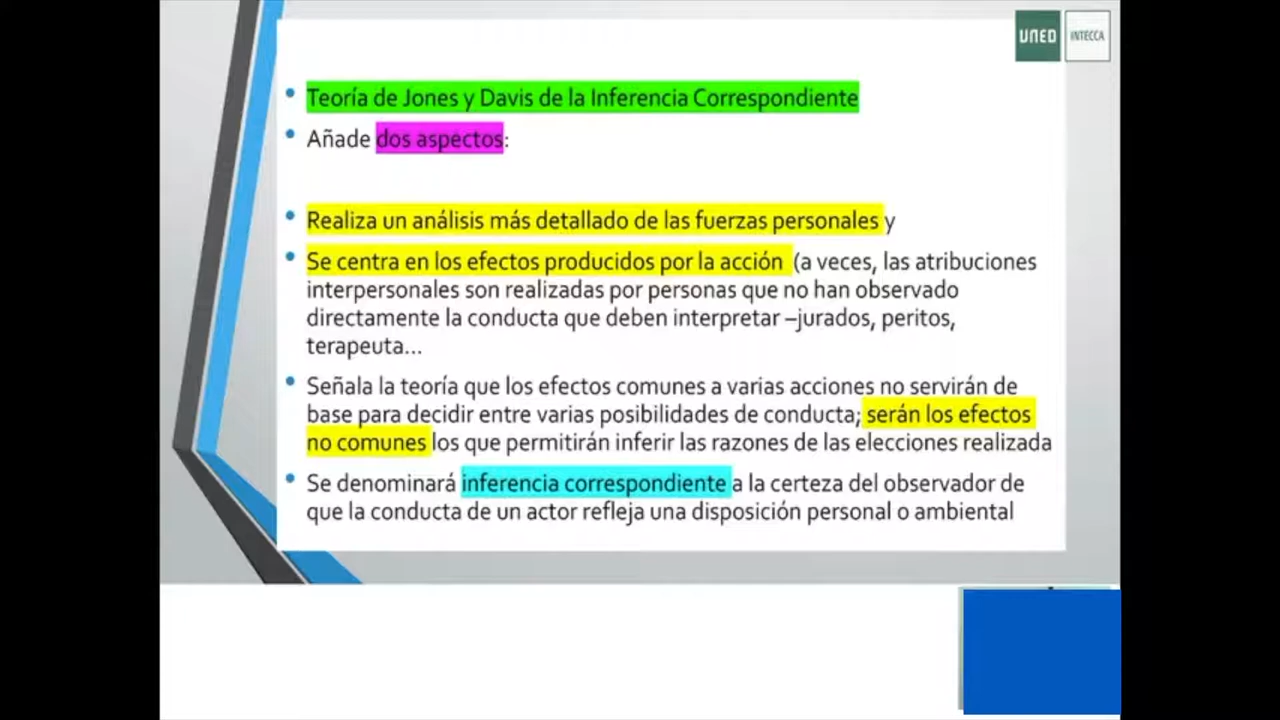 UNED
INTECCA
• Teoría de Jones y Davis de la Inferencia Correspondiente
• Añade dos aspectos:
• Realiza un análisis más detallado de las fuerzas personales y
• Se centra en los efectos producidos por la acción (a veces, las atribuciones
interpersonales son realizadas por personas que no han observado
directamente la conducta que deben interpretar –jurados, peritos,
terapeuta...
• Señala la teoría que los efectos comunes a varias acciones no servirán de
base para decidir entre varias posibilidades de conducta; serán los efectos
no comunes los que permitirán inferir las razones de las elecciones realizada
• Se denominará inferencia correspondiente a la certeza del observador de
que la conducta de un actor refleja una disposición personal o ambiental